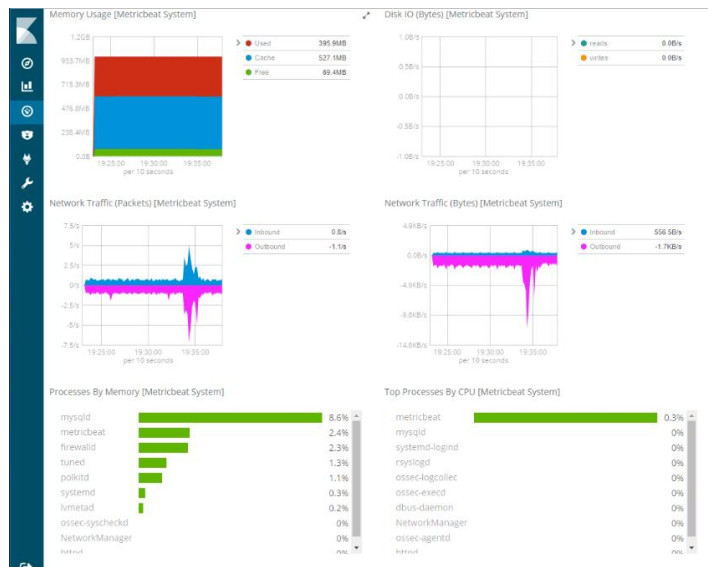 Memory Usage [Metricbeat System]
1.2GB
953.7MB
715.3MB
476.8MB
238.4MB
0.0B
19:25:00 19:30:00 19:35:00
per 10 seconds
Used 395.9MB
Cache 527.1MB
Free 69.4MB
Disk IO (Bytes) [Metricbeat System]
1.0B/s
0.5B/s
0.0B/s
-0.5B/s
-1.0B/s
19:25:00 19:30:00 19:35:00
per 10 seconds
reads 0.0B/s
writes 0.0B/s
Network Traffic (Packets) [Metricbeat System]
7.5/s
5/s
2.5/s
0/s
-2.5/s
-5/s
-7.5/s
19:25:00 19:30:00 19:35:00
per 10 seconds
Inbound 0.8/s
Outbound -1.1/s
Network Traffic (Bytes) [Metricbeat System]
4.9KB/s
0.0B/s
-4.9KB/s
-9.8KB/s
-14.6KB/s
19:25:00 19:30:00 19:35:00
per 10 seconds
Inbound 556.5B/s
Outbound -1.7KB/s
Processes By Memory [Metricbeat System]
mysqld 8.6%
metricbeat 2.4%
firewalld 2.3%
tuned 1.3%
polkitd 1.1%
systemd 0.3%
lvmetad 0.2%
ossec-syscheckd 0%
NetworkManager 0%
httpd 0%
Top Processes By CPU [Metricbeat System]
metricbeat 0.3%
mysqld 0%
systemd-logind 0%
rsyslogd 0%
ossec-logcollec 0%
ossec-execd 0%
dbus-daemon 0%
NetworkManager 0%
ossec-agentd 0%
httpd 0%